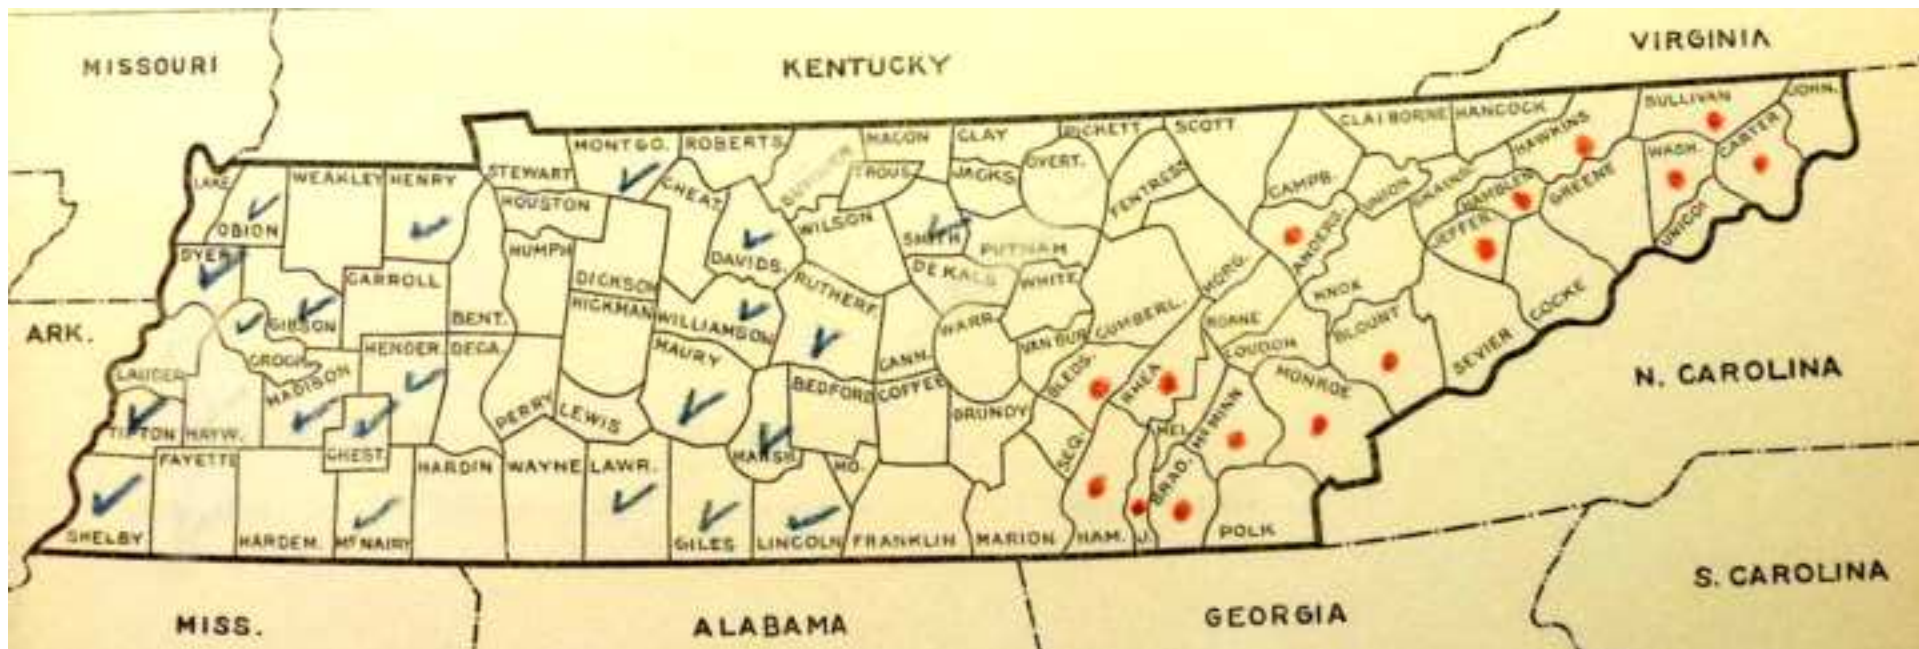 MISSOURI
KENTUCKY
VIRGINIA
ARK.
N. CAROLINA
S. CAROLINA
MISS.
ALABAMA
GEORGIA
LAKE
OBION
WEAKLEY
HENRY
STEWART
MONTGO.
ROBERTS.
SUMNER
MACON
TROUS.
CLAY
JACKS.
PICKETT
OVERT.
FENTRESS
SCOTT
CAMPB.
CLAIBORNE
HANCOCK
HAWKINS
SULLIVAN
JOHN.
CARTER
WASH.
UNICOI
GREENE
HAMBLEN
GRAING.
UNION
JEFFER.
COCKE
SEVIER
KNOX
ANDERS.
MORG.
ROANE
LOUDON
BLOUNT
MONROE
Mc MINN
MEI.
RHEA
BLEDS.
CUMBERL.
VAN BUR.
WHITE
PUTNAM
SMITH
DE KALB
WARR.
CANN.
WILSON
RUTHERF.
DAVIDS.
CHEAT.
HOUSTON
HUMPH.
DICKSON
HICKMAN
WILLIAMSON
MAURY
BEDFORD
COFFEE
GRUNDY
SEQ.
MARSH.
MO.
LEWIS
PERRY
DECA.
BENT.
CARROLL
HENDER.
GIBSON
DYER
CROCK.
LAUDER.
MADISON
TIPTON
HAYW.
CHEST.
FAYETTE
SHELBY
HARDEM.
Mc NAIRY
HARDIN
WAYNE
LAWR.
GILES
LINCOLN
FRANKLIN
MARION
HAM.
J.
BRAD.
POLK